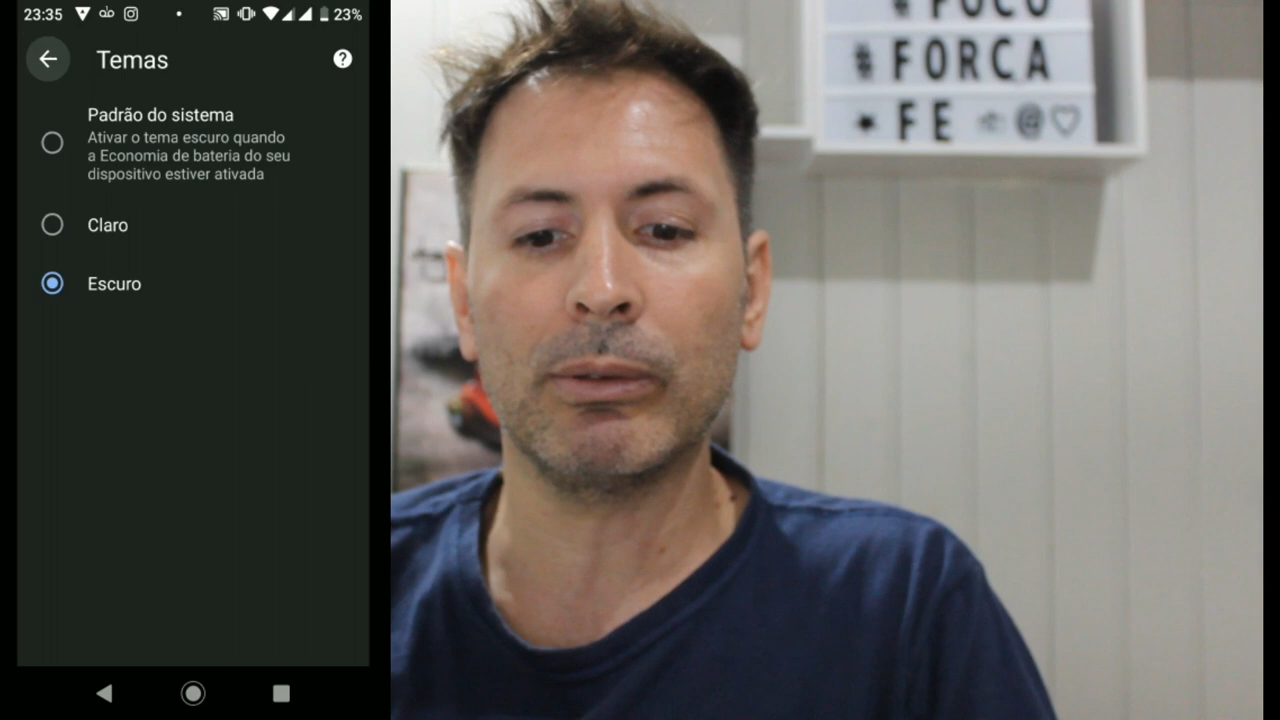 23:35
23%
Temas
Padrão do sistema
Ativar o tema escuro quando
a Economia de bateria do seu
dispositivo estiver ativada
Claro
Escuro
# FOCO
# FORCA
★ FE @♡